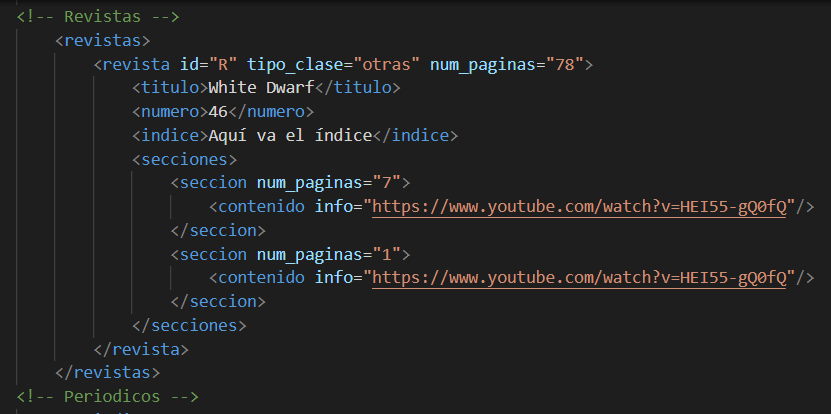 <!-- Revistas -->
<revistas>
<revista id="R" tipo_clase="otras" num_paginas="78">
<titulo>White Dwarf</titulo>
<numero>46</numero>
<indice>Aquí va el índice</indice>
<secciones>
<seccion num_paginas="7">
<contenido info="https://www.youtube.com/watch?v=HEI55-gQ0fQ"/>
</seccion>
<seccion num_paginas="1">
<contenido info="https://www.youtube.com/watch?v=HEI55-gQ0fQ"/>
</seccion>
</secciones>
</revista>
</revistas>
<!-- Periodicos -->